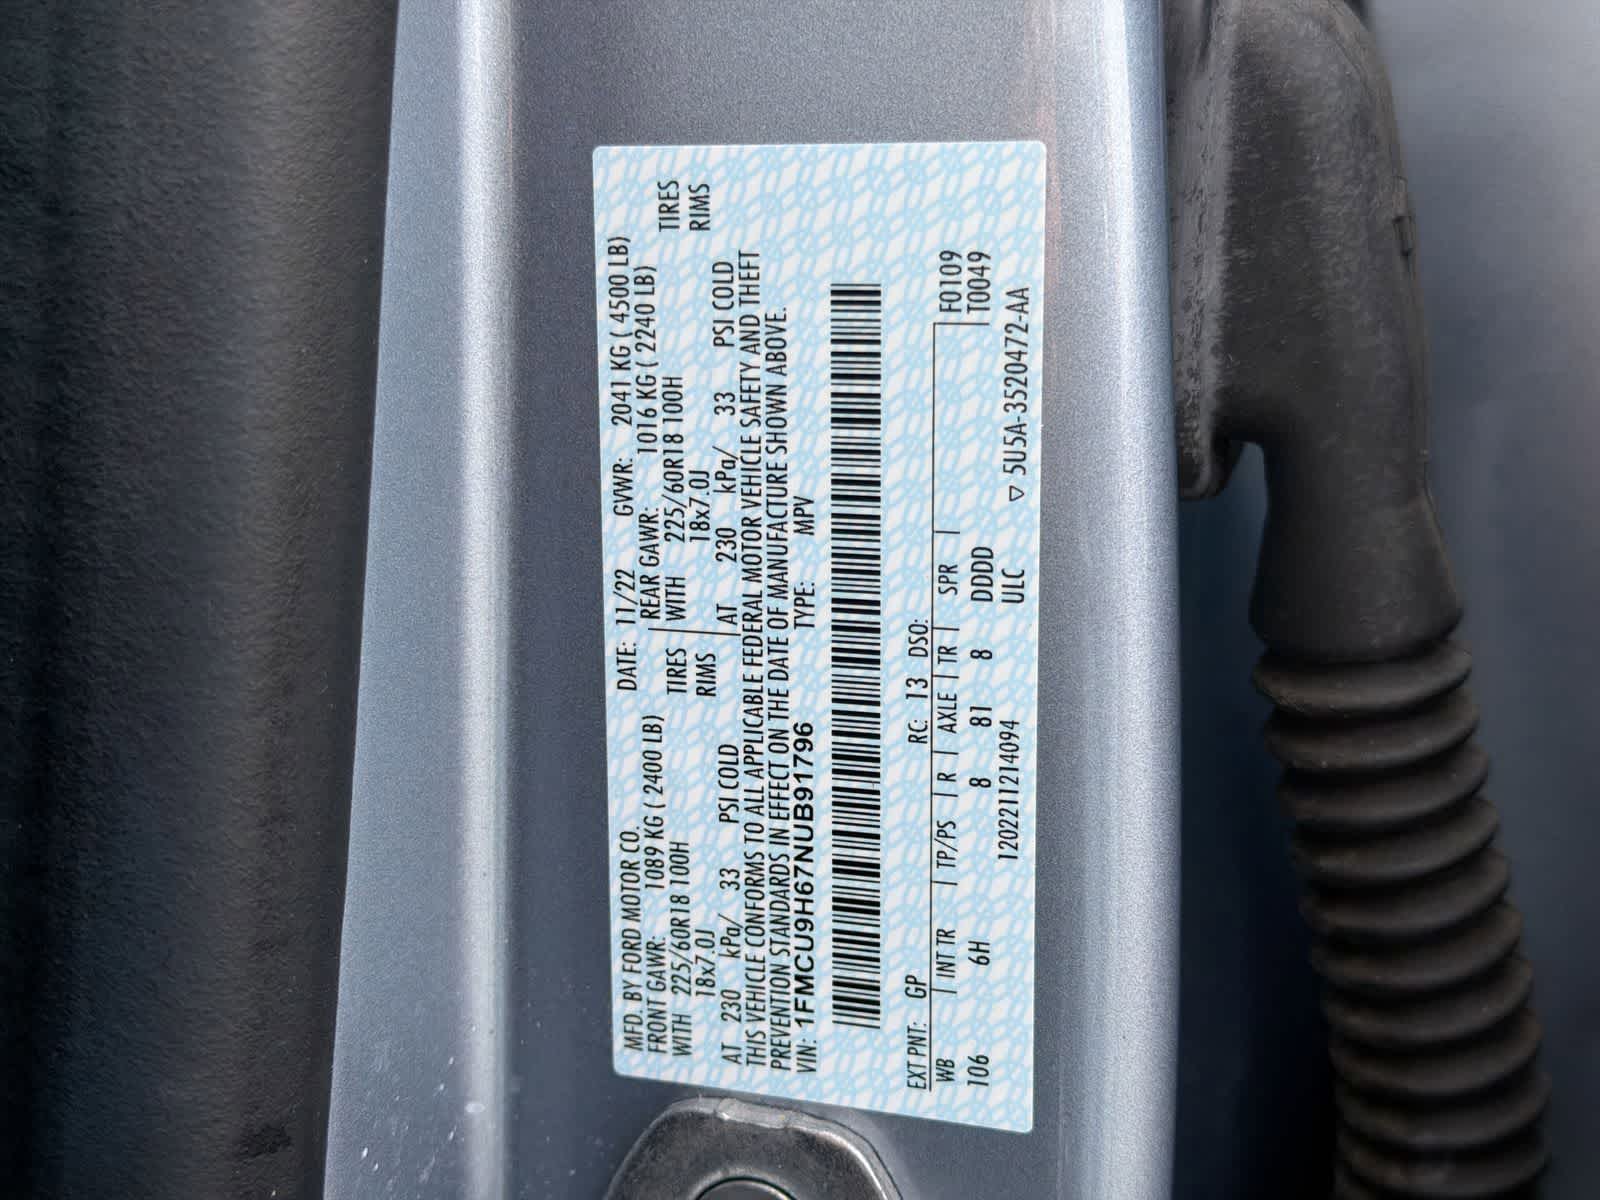 MFD. BY FORD MOTOR CO. DATE: 11/22 GVWR: 2041 KG ( 4500 LB)
FRONT GAWR: 1089 KG ( 2400 LB) REAR GAWR: 1016 KG ( 2240 LB)
WITH 225/60R18 100H TIRES WITH 225/60R18 100H TIRES
18x7.0J RIMS 18x7.0J RIMS
AT 230 kPa/ 33 PSI COLD AT 230 kPa/ 33 PSI COLD
THIS VEHICLE CONFORMS TO ALL APPLICABLE FEDERAL MOTOR VEHICLE SAFETY AND THEFT
PREVENTION STANDARDS IN EFFECT ON THE DATE OF MANUFACTURE SHOWN ABOVE.
VIN: 1FMCU9H67NUB91796 TYPE: MPV
EXT PNT: GP RC: 13 DSO: F0109
WB | INT TR | TP/PS | R | AXLE | TR | SPR | T0049
106 6H 8 81 8 DDDD
1202211214094 ULC ▽ 5U5A-3520472-AA